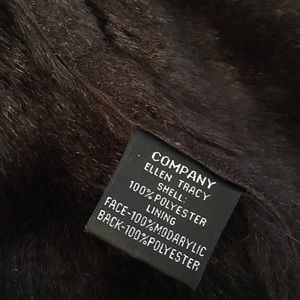 COMPANY
ELLEN TRACY
SHELL:
100%POLYESTER
LINING
FACE-100%MODARYLIC
BACK-100%POLYESTER